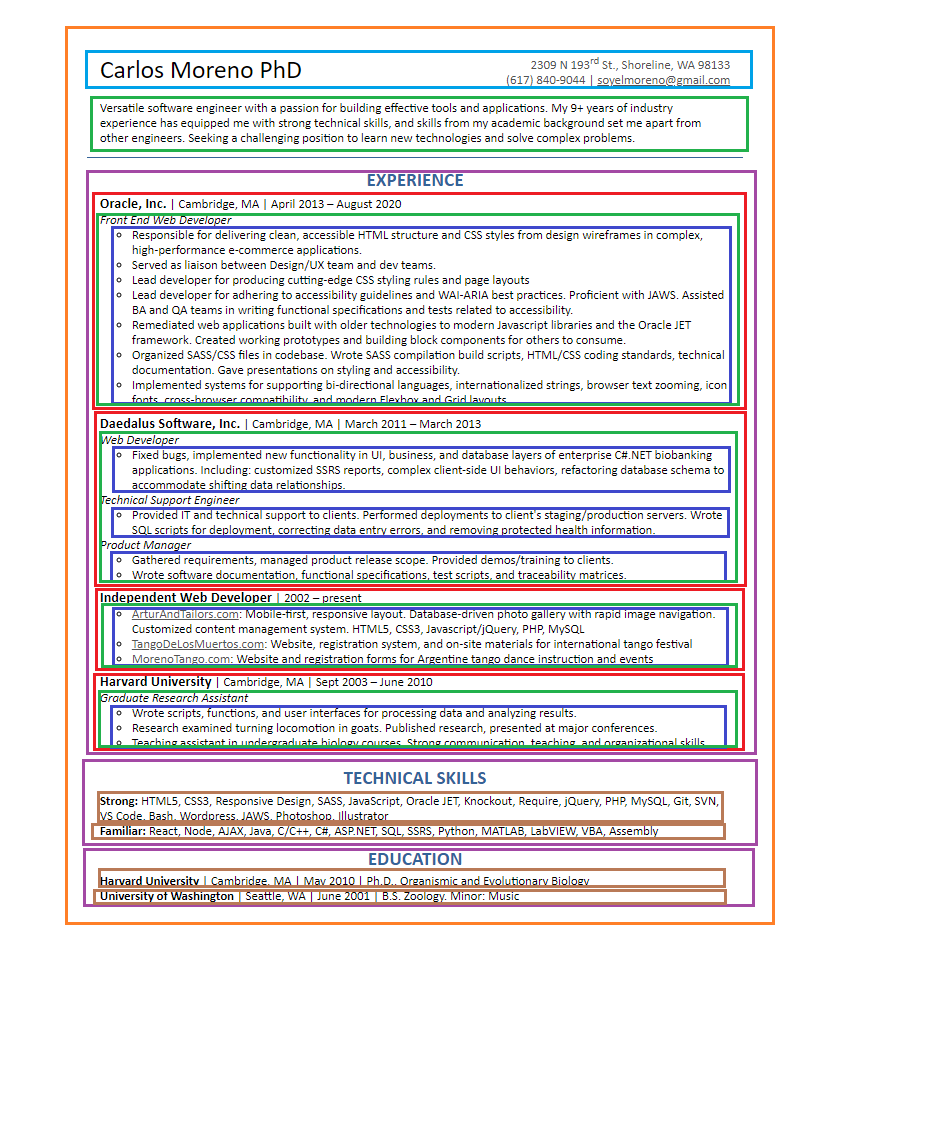 Carlos Moreno PhD
2309 N 193rd St., Shoreline, WA 98133
(617) 840-9044 | soyelmoreno@gmail.com
Versatile software engineer with a passion for building effective tools and applications. My 9+ years of industry
experience has equipped me with strong technical skills, and skills from my academic background set me apart from
other engineers. Seeking a challenging position to learn new technologies and solve complex problems.
EXPERIENCE
Oracle, Inc. | Cambridge, MA | April 2013 – August 2020
Front End Web Developer
Responsible for delivering clean, accessible HTML structure and CSS styles from design wireframes in complex,
high-performance e-commerce applications.
Served as liaison between Design/UX team and dev teams.
Lead developer for producing cutting-edge CSS styling rules and page layouts
Lead developer for adhering to accessibility guidelines and WAI-ARIA best practices. Proficient with JAWS. Assisted
BA and QA teams in writing functional specifications and tests related to accessibility.
Remediated web applications built with older technologies to modern Javascript libraries and the Oracle JET
framework. Created working prototypes and building block components for others to consume.
Organized SASS/CSS files in codebase. Wrote SASS compilation build scripts, HTML/CSS coding standards, technical
documentation. Gave presentations on styling and accessibility.
Implemented systems for supporting bi-directional languages, internationalized strings, browser text zooming, icon
fonts, cross-browser compatibility, and modern Flexbox and Grid layouts
Daedalus Software, Inc. | Cambridge, MA | March 2011 – March 2013
Web Developer
Fixed bugs, implemented new functionality in UI, business, and database layers of enterprise C#.NET biobanking
applications. Including: customized SSRS reports, complex client-side UI behaviors, refactoring database schema to
accommodate shifting data relationships.
Technical Support Engineer
Provided IT and technical support to clients. Performed deployments to client's staging/production servers. Wrote
SQL scripts for deployment, correcting data entry errors, and removing protected health information.
Product Manager
Gathered requirements, managed product release scope. Provided demos/training to clients.
Wrote software documentation, functional specifications, test scripts, and traceability matrices.
Independent Web Developer | 2002 – present
ArturAndTailors.com: Mobile-first, responsive layout. Database-driven photo gallery with rapid image navigation.
Customized content management system. HTML5, CSS3, Javascript/jQuery, PHP, MySQL
TangoDeLosMuertos.com: Website, registration system, and on-site materials for international tango festival
MorenoTango.com: Website and registration forms for Argentine tango dance instruction and events
Harvard University | Cambridge, MA | Sept 2003 – June 2010
Graduate Research Assistant
Wrote scripts, functions, and user interfaces for processing data and analyzing results.
Research examined turning locomotion in goats. Published research, presented at major conferences.
Teaching assistant in undergraduate biology courses. Strong communication, teaching, and organizational skills
TECHNICAL SKILLS
Strong: HTML5, CSS3, Responsive Design, SASS, JavaScript, Oracle JET, Knockout, Require, jQuery, PHP, MySQL, Git, SVN,
VS Code, Bash, Wordpress, JAWS, Photoshop, Illustrator
Familiar: React, Node, AJAX, Java, C/C++, C#, ASP.NET, SQL, SSRS, Python, MATLAB, LabVIEW, VBA, Assembly
EDUCATION
Harvard University | Cambridge, MA | May 2010 | Ph.D., Organismic and Evolutionary Biology
University of Washington | Seattle, WA | June 2001 | B.S. Zoology. Minor: Music